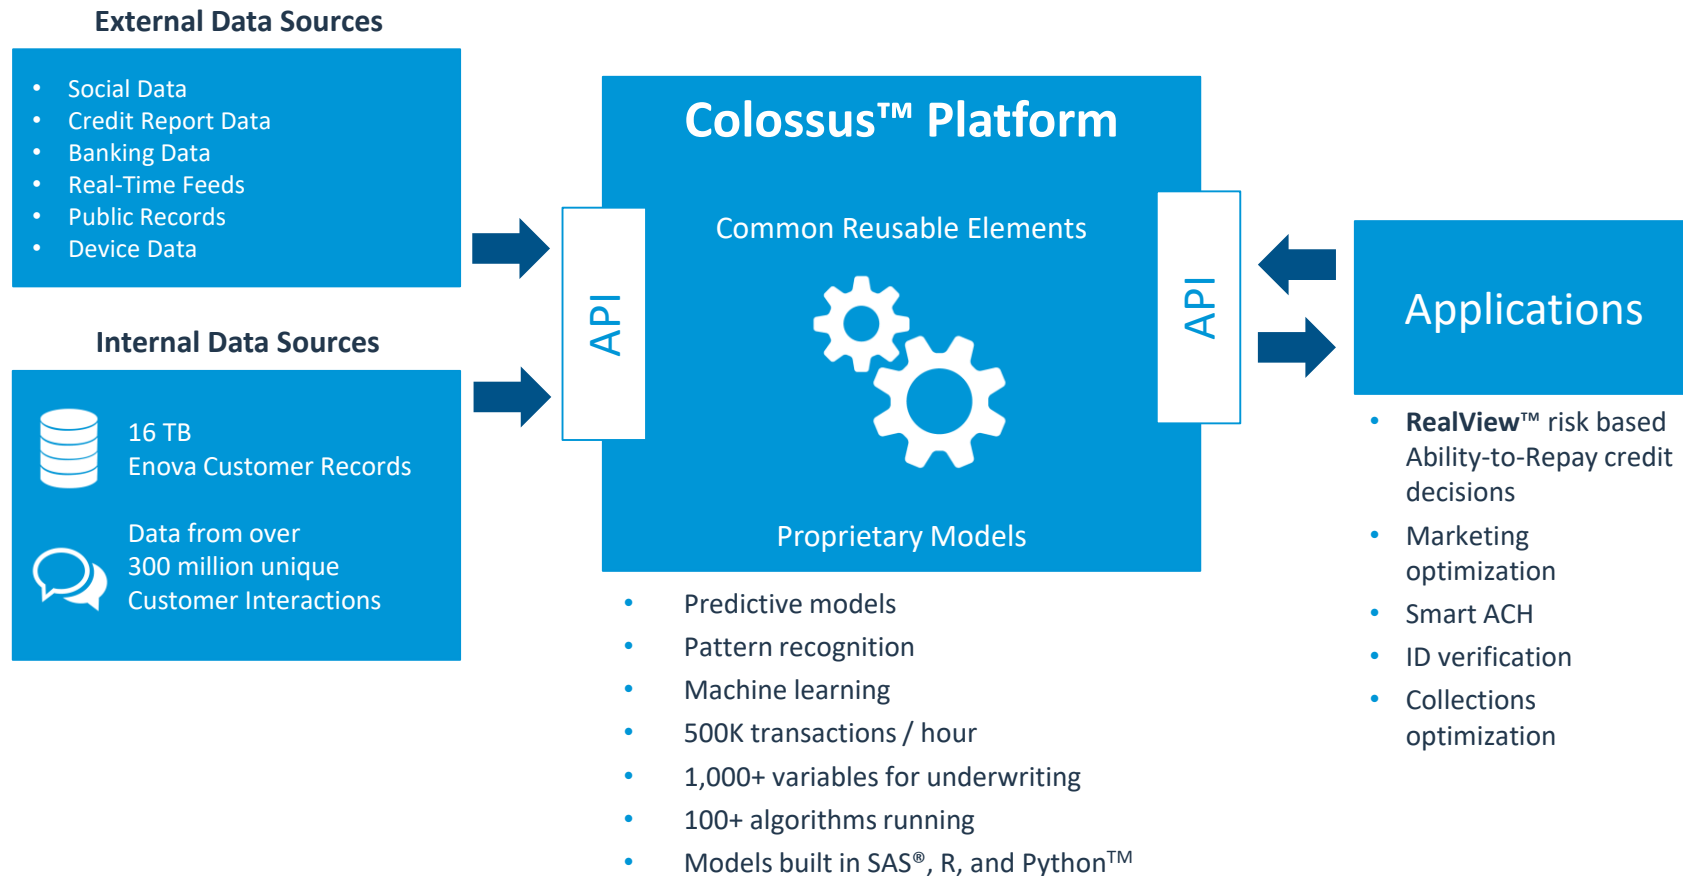 External Data Sources
• Social Data
• Credit Report Data
• Banking Data
• Real-Time Feeds
• Public Records
• Device Data
Internal Data Sources
16 TB
Enova Customer Records
Data from over
300 million unique
Customer Interactions
API
Colossus™ Platform
Common Reusable Elements
Proprietary Models
• Predictive models
• Pattern recognition
• Machine learning
• 500K transactions / hour
• 1,000+ variables for underwriting
• 100+ algorithms running
• Models built in SAS®, R, and Python™
API
Applications
• RealView™ risk based
Ability-to-Repay credit
decisions
• Marketing
optimization
• Smart ACH
• ID verification
• Collections
optimization